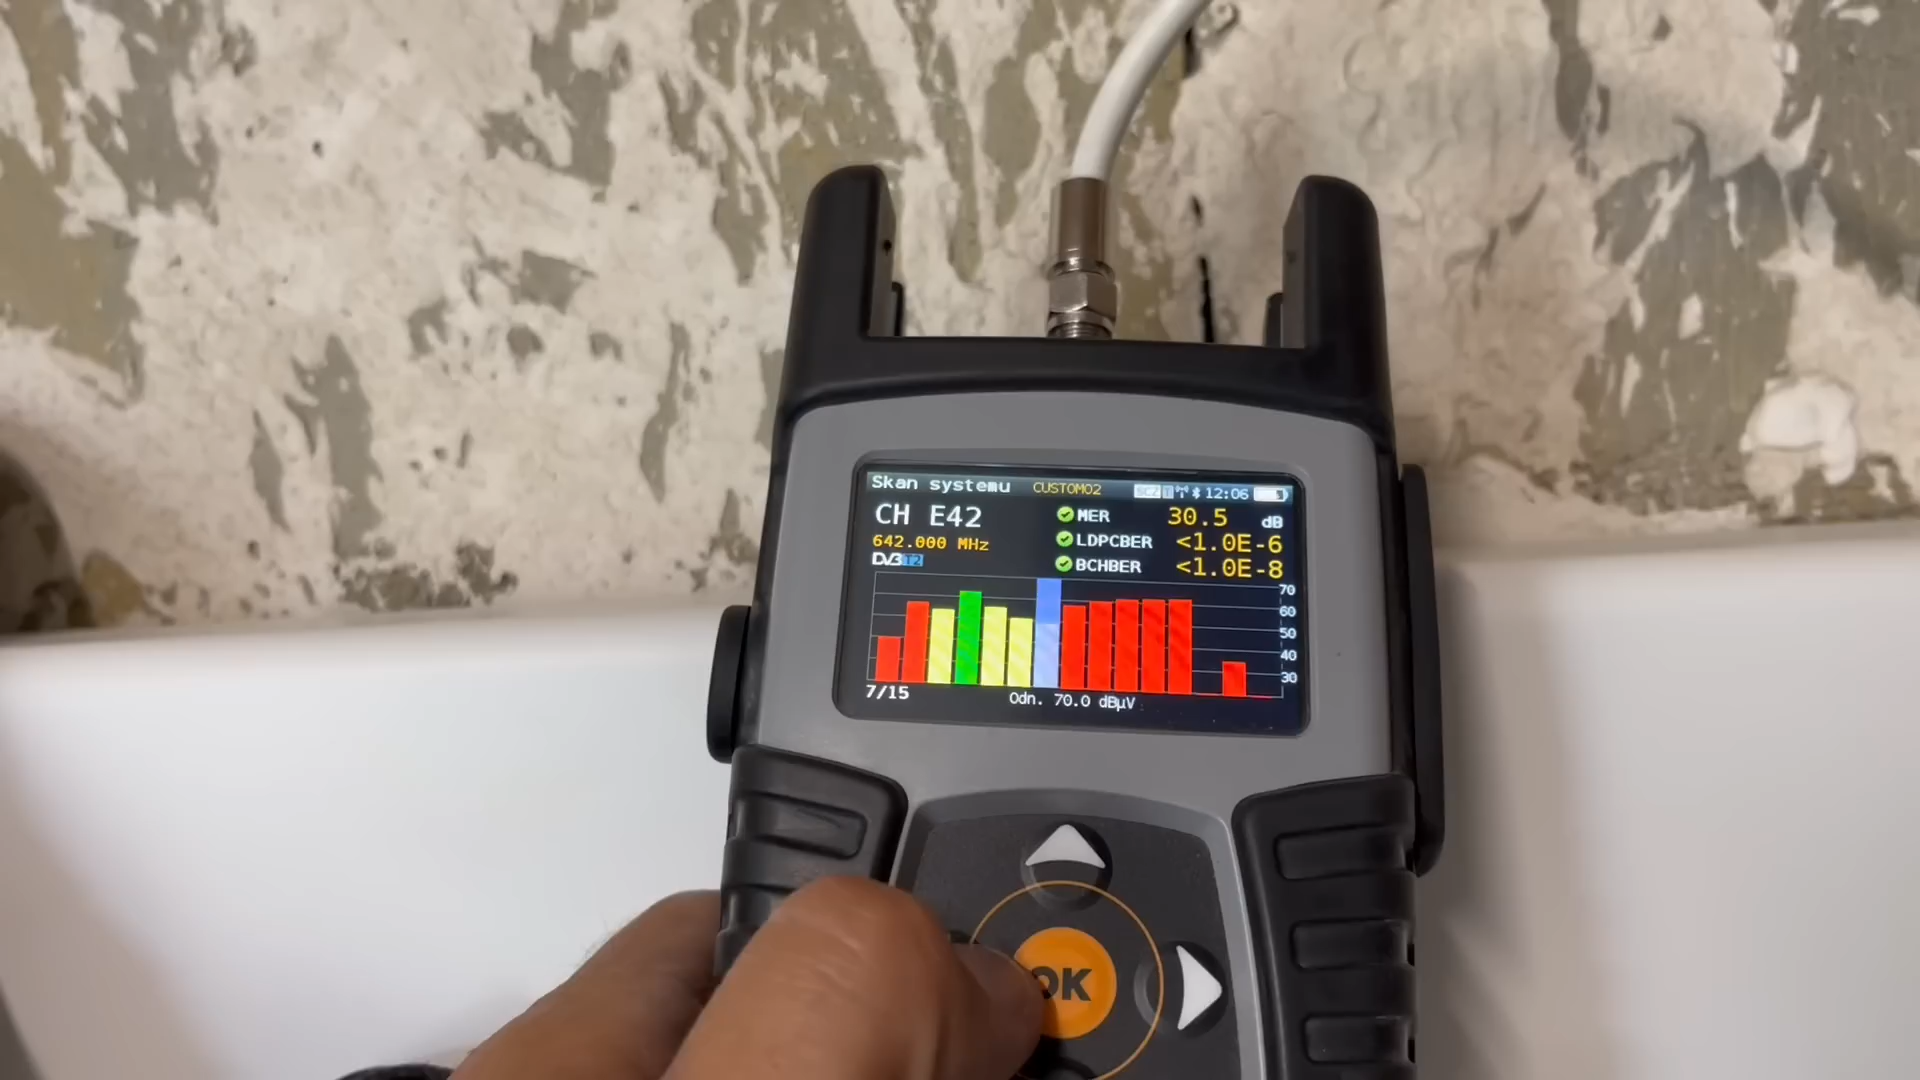 Skan systemu CUSTOM02 12:06
CH E42
MER 30.5 dB
642.000 MHz
LDPCBER <1.0E-6
DVB T2
BCHBER <1.0E-8
70
60
50
40
30
7/15
Odn. 70.0 dBµV
OK